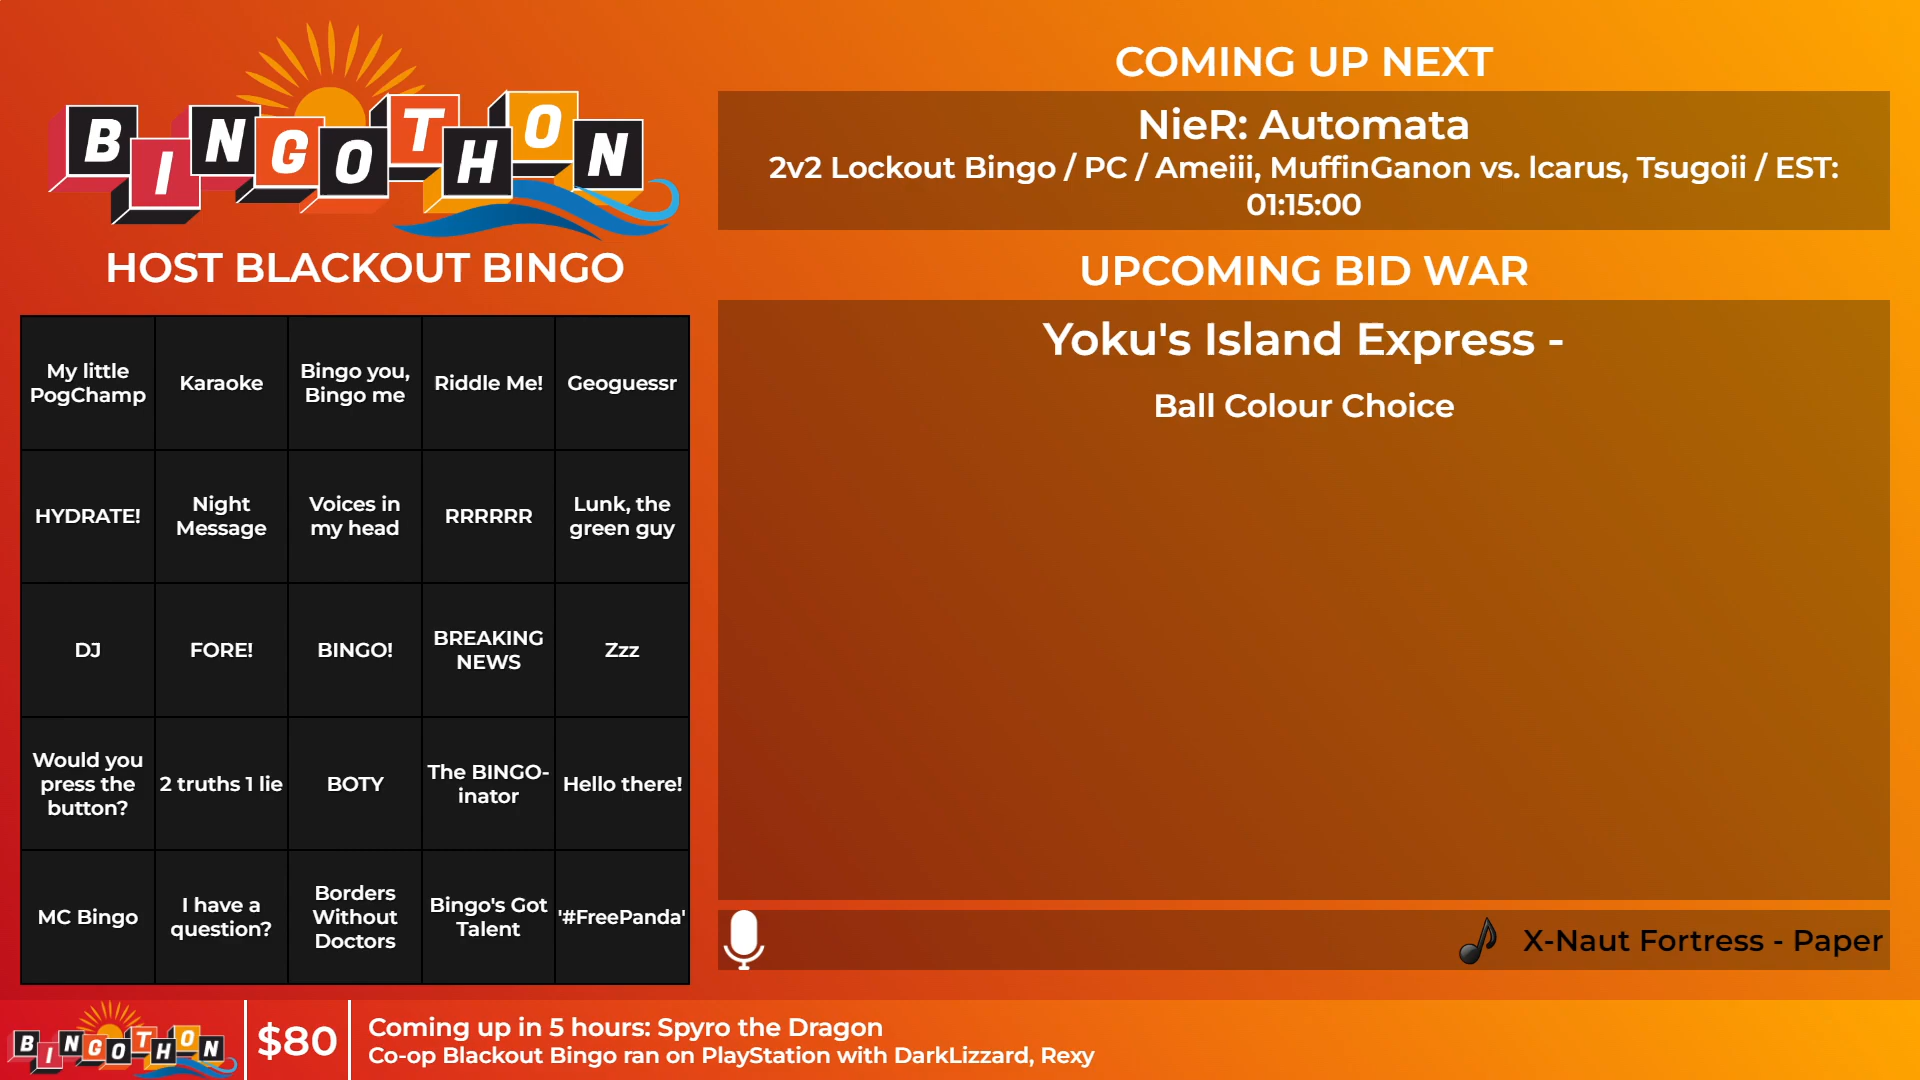 BINGOTHON
HOST BLACKOUT BINGO
My little
PogChamp
Karaoke
Bingo you,
Bingo me
Riddle Me!
Geoguessr
HYDRATE!
Night
Message
Voices in
my head
RRRRRR
Lunk, the
green guy
DJ
FORE!
BINGO!
BREAKING
NEWS
Zzz
Would you
press the
button?
2 truths 1 lie
BOTY
The BINGO-
inator
Hello there!
MC Bingo
I have a
question?
Borders
Without
Doctors
Bingo's Got
Talent
'#FreePanda'
COMING UP NEXT
NieR: Automata
2v2 Lockout Bingo / PC / Ameiii, MuffinGanon vs. Icarus, Tsugoii / EST:
01:15:00
UPCOMING BID WAR
Yoku's Island Express -
Ball Colour Choice
X-Naut Fortress - Paper
BINGOTHON
$80
Coming up in 5 hours: Spyro the Dragon
Co-op Blackout Bingo ran on PlayStation with DarkLizzard, Rexy